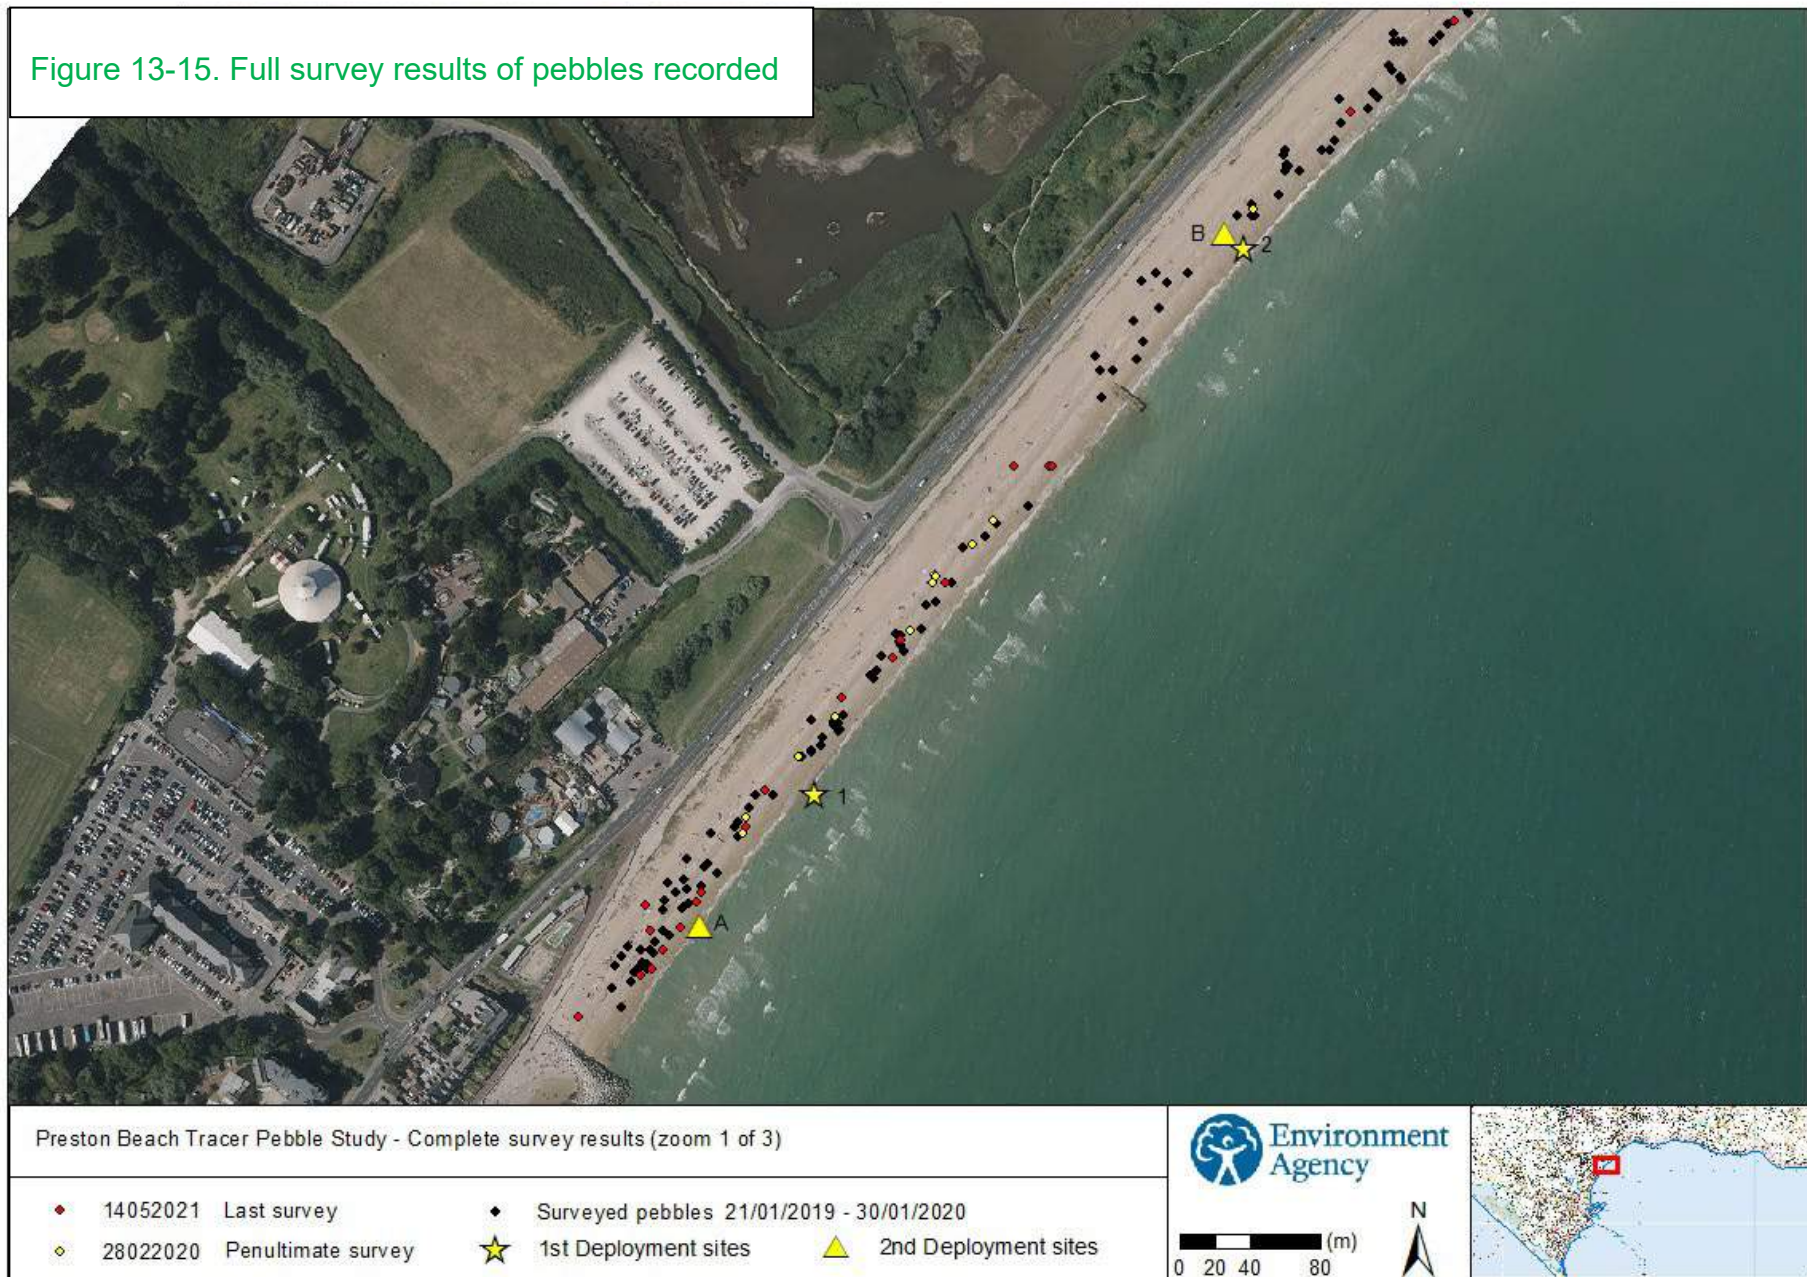 Figure 13-15. Full survey results of pebbles recorded
B
2
1
A
Preston Beach Tracer Pebble Study - Complete survey results (zoom 1 of 3)
14052021 Last survey
28022020 Penultimate survey
Surveyed pebbles 21/01/2019 - 30/01/2020
1st Deployment sites
2nd Deployment sites
Environment
Agency
N
(m)
0 20 40 80